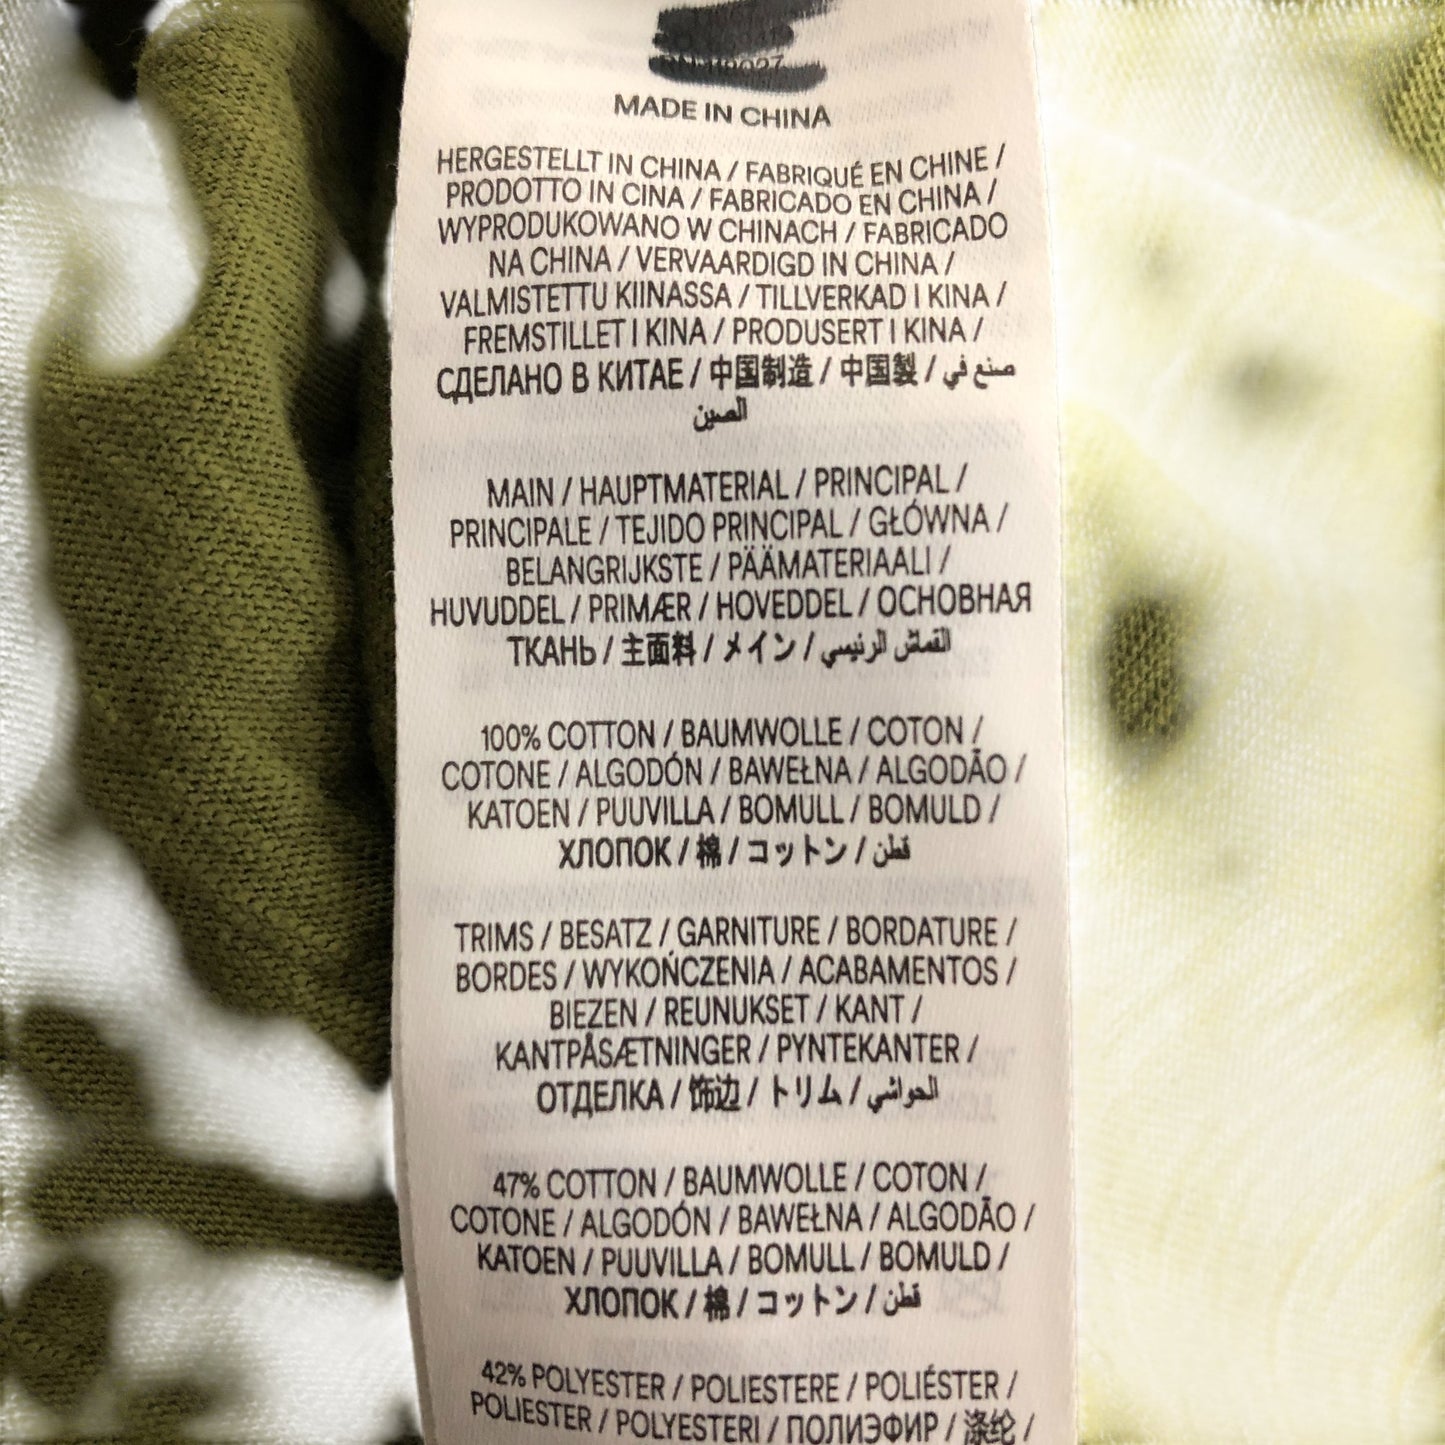 MADE IN CHINA
HERGESTELLT IN CHINA / FABRIQUÉ EN CHINE /
PRODOTTO IN CINA / FABRICADO EN CHINA /
WYPRODUKOWANO W CHINACH / FABRICADO
NA CHINA / VERVAARDIGD IN CHINA /
VALMISTETTU KIINASSA / TILLVERKAD I KINA /
FREMSTILLET I KINA / PRODUSERT I KINA /
СДЕЛАНО В КИТАЕ / 中国制造 / 中国製 / صنع في
الصين
MAIN / HAUPTMATERIAL / PRINCIPAL /
PRINCIPALE / TEJIDO PRINCIPAL / GŁÓWNA /
BELANGRIJKSTE / PÄÄMATERIAALI /
HUVUDDEL / PRIMÆR / HOVEDDEL / ОСНОВНАЯ
ТКАНЬ / 主面料 / メイン / القماش الرئيسي
100% COTTON / BAUMWOLLE / COTON /
COTONE / ALGODÓN / BAWEŁNA / ALGODÃO /
KATOEN / PUUVILLA / BOMULL / BOMULD /
ХЛОПОК / 棉 / コットン / قطن
TRIMS / BESATZ / GARNITURE / BORDATURE /
BORDES / WYKOŃCZENIA / ACABAMENTOS /
BIEZEN / REUNUKSET / KANT /
KANTPÅSÆTNINGER / PYNTEKANTER /
ОТДЕЛКА / 饰边 / トリム / الحواشي
47% COTTON / BAUMWOLLE / COTON /
COTONE / ALGODÓN / BAWEŁNA / ALGODÃO /
KATOEN / PUUVILLA / BOMULL / BOMULD /
ХЛОПОК / 棉 / コットン / قطن
42% POLYESTER / POLIESTERE / POLIÉSTER /
POLIESTER / POLYESTERI / ПОЛИЭФИР / 涤纶 /